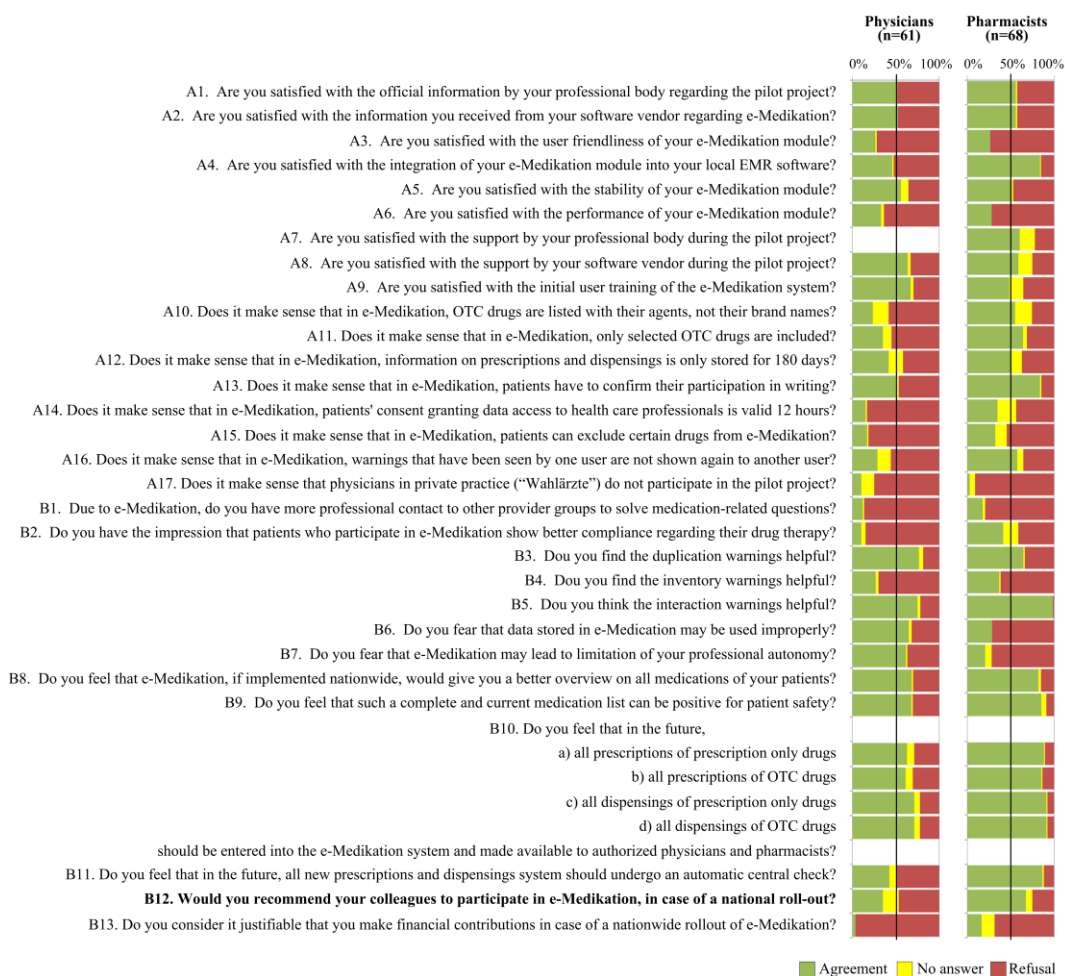 Physicians
(n=61)
Pharmacists
(n=68)
0% 50% 100%
0% 50% 100%
A1. Are you satisfied with the official information by your professional body regarding the pilot project?
A2. Are you satisfied with the information you received from your software vendor regarding e-Medikation?
A3. Are you satisfied with the user friendliness of your e-Medikation module?
A4. Are you satisfied with the integration of your e-Medikation module into your local EMR software?
A5. Are you satisfied with the stability of your e-Medikation module?
A6. Are you satisfied with the performance of your e-Medikation module?
A7. Are you satisfied with the support by your professional body during the pilot project?
A8. Are you satisfied with the support by your software vendor during the pilot project?
A9. Are you satisfied with the initial user training of the e-Medikation system?
A10. Does it make sense that in e-Medikation, OTC drugs are listed with their agents, not their brand names?
A11. Does it make sense that in e-Medikation, only selected OTC drugs are included?
A12. Does it make sense that in e-Medikation, information on prescriptions and dispensings is only stored for 180 days?
A13. Does it make sense that in e-Medikation, patients have to confirm their participation in writing?
A14. Does it make sense that in e-Medikation, patients' consent granting data access to health care professionals is valid 12 hours?
A15. Does it make sense that in e-Medikation, patients can exclude certain drugs from e-Medikation?
A16. Does it make sense that in e-Medikation, warnings that have been seen by one user are not shown again to another user?
A17. Does it make sense that physicians in private practice (“Wahlärzte”) do not participate in the pilot project?
B1. Due to e-Medikation, do you have more professional contact to other provider groups to solve medication-related questions?
B2. Do you have the impression that patients who participate in e-Medikation show better compliance regarding their drug therapy?
B3. Dou you find the duplication warnings helpful?
B4. Dou you find the inventory warnings helpful?
B5. Dou you think the interaction warnings helpful?
B6. Do you fear that data stored in e-Medication may be used improperly?
B7. Do you fear that e-Medikation may lead to limitation of your professional autonomy?
B8. Do you feel that e-Medikation, if implemented nationwide, would give you a better overview on all medications of your patients?
B9. Do you feel that such a complete and current medication list can be positive for patient safety?
B10. Do you feel that in the future,
a) all prescriptions of prescription only drugs
b) all prescriptions of OTC drugs
c) all dispensings of prescription only drugs
d) all dispensings of OTC drugs
should be entered into the e-Medikation system and made available to authorized physicians and pharmacists?
B11. Do you feel that in the future, all new prescriptions and dispensings system should undergo an automatic central check?
B12. Would you recommend your colleagues to participate in e-Medikation, in case of a national roll-out?
B13. Do you consider it justifiable that you make financial contributions in case of a nationwide rollout of e-Medikation?
Agreement No answer Refusal